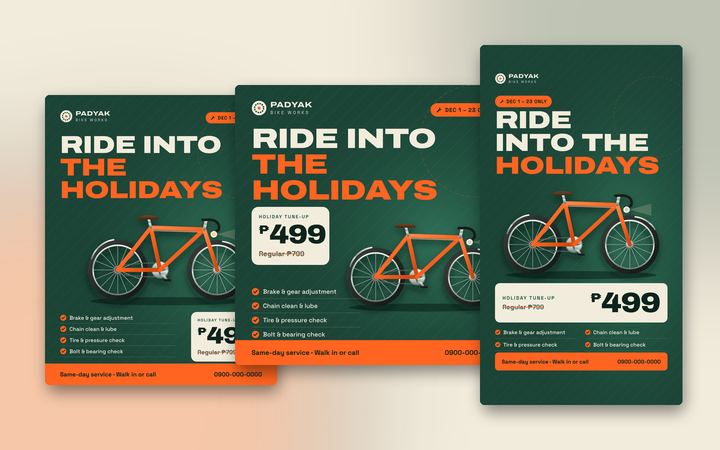 PADYAK
BIKE WORKS
DEC 1 –
RIDE INTO
THE
HOLIDAYS
Brake & gear adjustment
Chain clean & lube
Tire & pressure check
Bolt & bearing check
HOLIDAY TUNE-U
₱49
Regular ₱799
Same-day service · Walk in or call
0900-000-0000
PADYAK
BIKE WORKS
DEC 1 – 23 O
RIDE INTO
THE
HOLIDAYS
HOLIDAY TUNE-UP
₱499
Regular ₱799
Brake & gear adjustment
Chain clean & lube
Tire & pressure check
Bolt & bearing check
Same-day service · Walk in or call
0900-000
PADYAK
BIKE WORKS
DEC 1 – 23 ONLY
RIDE
INTO THE
HOLIDAYS
HOLIDAY TUNE-UP
Regular ₱799
₱499
Brake & gear adjustment
Chain clean & lube
Tire & pressure check
Bolt & bearing check
Same-day service · Walk in or call
0900-000-0000